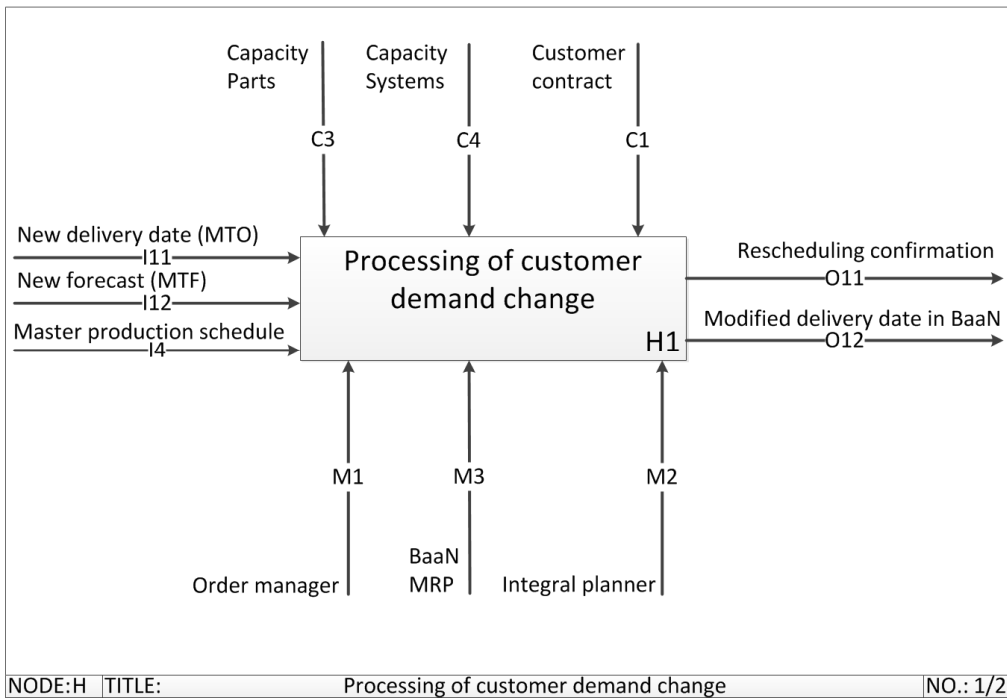 Capacity
Parts
Capacity
Systems
Customer
contract
C3
C4
C1
New delivery date (MTO)
I11
New forecast (MTF)
I12
Master production schedule
I4
Processing of customer
demand change
H1
Rescheduling confirmation
O11
Modified delivery date in BaaN
O12
M1
M3
M2
Order manager
BaaN
MRP
Integral planner
NODE:H TITLE: Processing of customer demand change NO.: 1/2